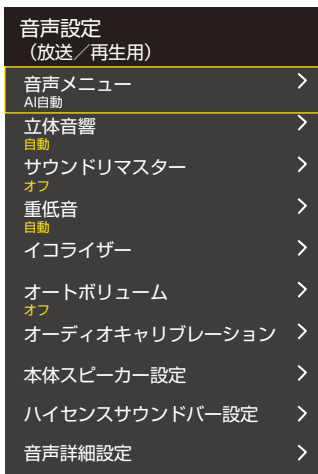 音声設定
（放送／再生用）
音声メニュー
AI自動
立体音響
自動
サウンドリマスター
オフ
重低音
自動
イコライザー
オートボリューム
オフ
オーディオキャリブレーション
本体スピーカー設定
ハイセンスサウンドバー設定
音声詳細設定